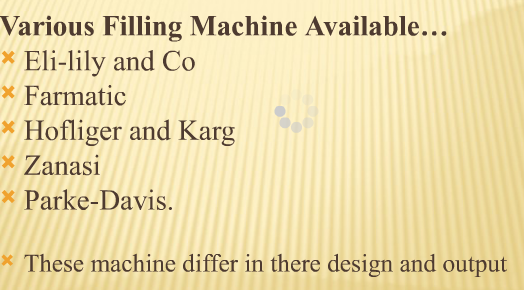 Various Filling Machine Available…
Eli-lily and Co
Farmatic
Hofliger and Karg
Zanasi
Parke-Davis.
These machine differ in there design and output